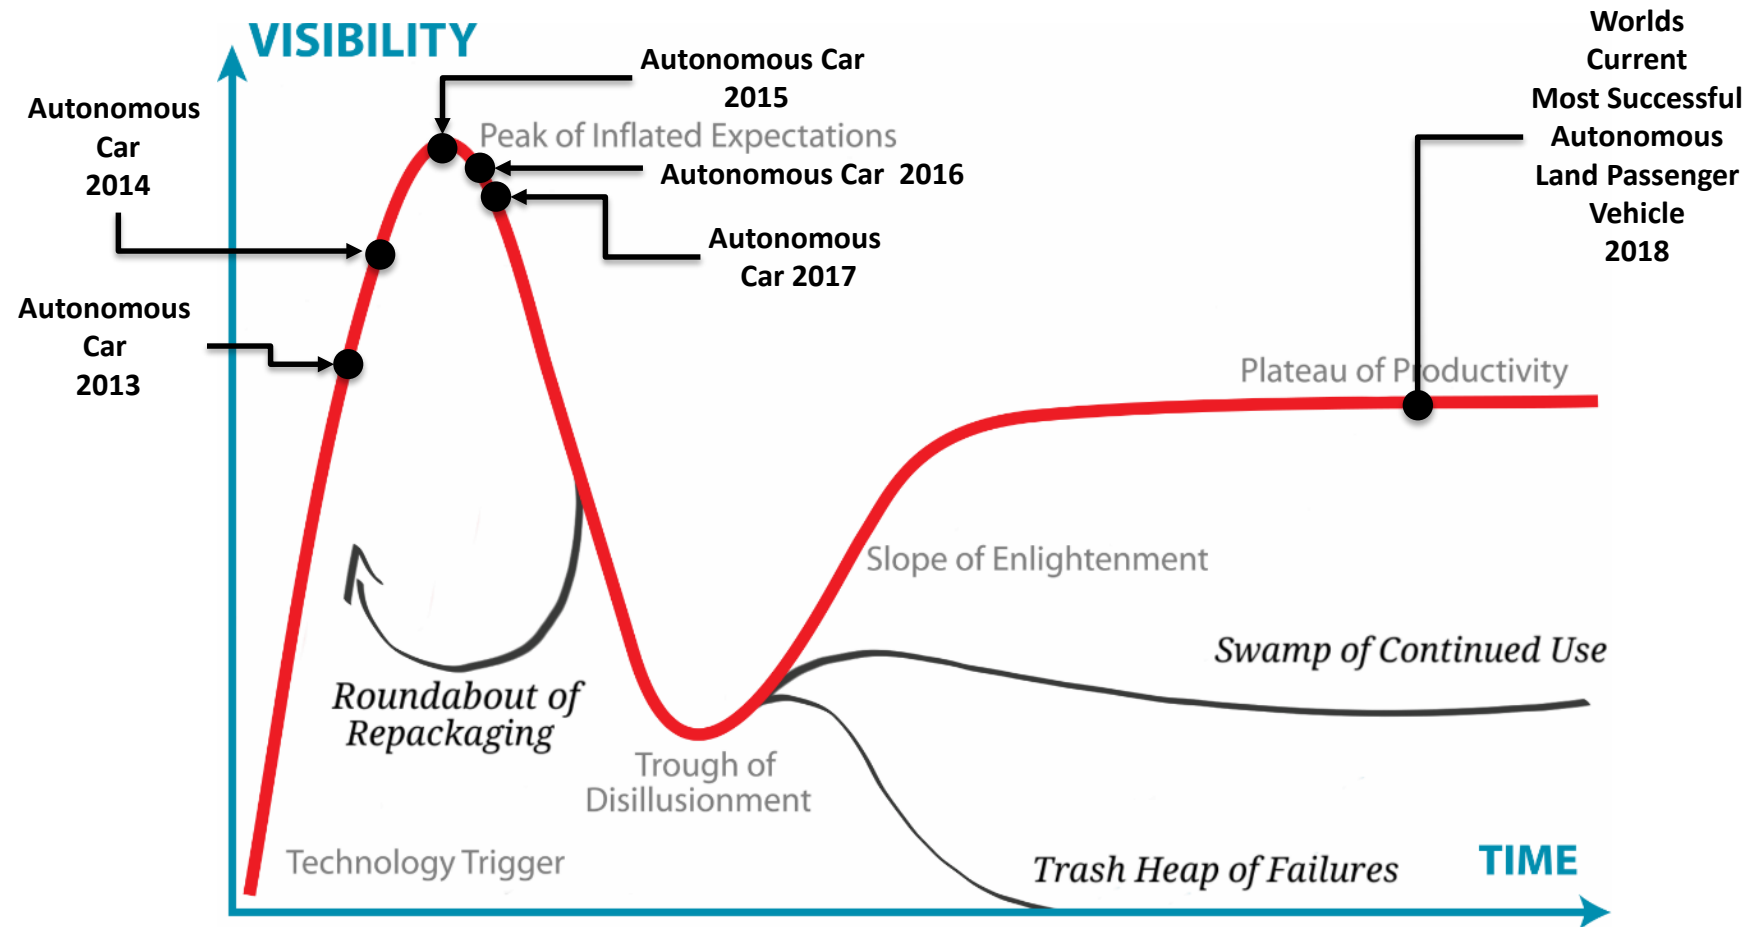 VISIBILITY
Autonomous
Car
2014
Autonomous
Car
2013
Autonomous Car
2015
Peak of Inflated Expectations
Autonomous Car 2016
Autonomous
Car 2017
Worlds
Current
Most Successful
Autonomous
Land Passenger
Vehicle
2018
Plateau of Productivity
Slope of Enlightenment
Swamp of Continued Use
Roundabout of
Repackaging
Trough of
Disillusionment
Technology Trigger
Trash Heap of Failures
TIME